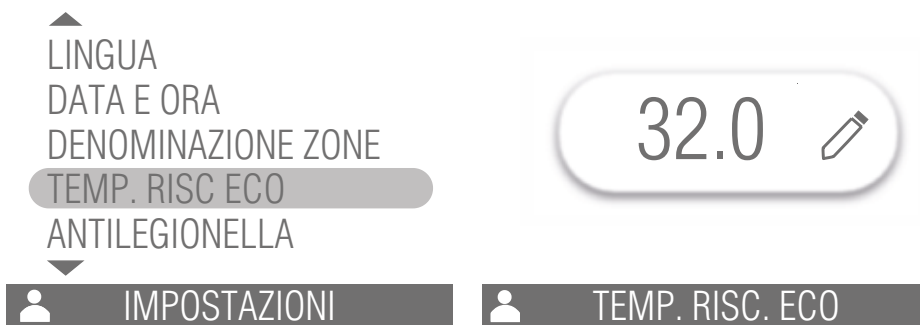 LINGUA
DATA E ORA
DENOMINAZIONE ZONE
TEMP. RISC ECO
ANTILEGIONELLA
IMPOSTAZIONI
32.0
TEMP. RISC. ECO